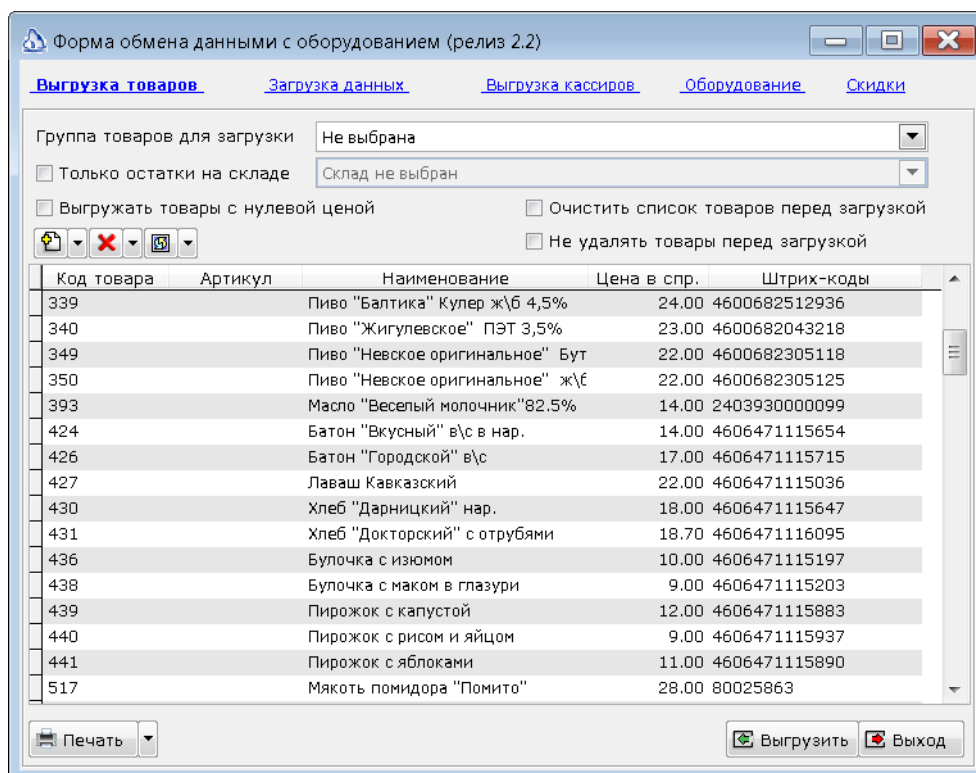 Форма обмена данными с оборудованием (релиз 2.2)
Выгрузка товаров Загрузка данных Выгрузка кассиров Оборудование Скидки
Группа товаров для загрузки Не выбрана
Только остатки на складе Склад не выбран
Выгружать товары с нулевой ценой Очистить список товаров перед загрузкой
Не удалять товары перед загрузкой
Код товара Артикул Наименование Цена в спр. Штрих-коды
339 Пиво "Балтика" Кулер ж\б 4,5% 24.00 4600682512936
340 Пиво "Жигулевское" ПЭТ 3,5% 23.00 4600682043218
349 Пиво "Невское оригинальное" Бут 22.00 4600682305118
350 Пиво "Невское оригинальное" ж\б 22.00 4600682305125
393 Масло "Веселый молочник"82.5% 14.00 2403930000099
424 Батон "Вкусный" в\с в нар. 14.00 4606471115654
426 Батон "Городской" в\с 17.00 4606471115715
427 Лаваш Кавказский 22.00 4606471115036
430 Хлеб "Дарницкий" нар. 18.00 4606471115647
431 Хлеб "Докторский" с отрубями 18.70 4606471116095
436 Булочка с изюмом 10.00 4606471115197
438 Булочка с маком в глазури 9.00 4606471115203
439 Пирожок с капустой 12.00 4606471115883
440 Пирожок с рисом и яйцом 9.00 4606471115937
441 Пирожок с яблоками 11.00 4606471115890
517 Мякоть помидора "Помито" 28.00 80025863
Печать Выгрузить Выход